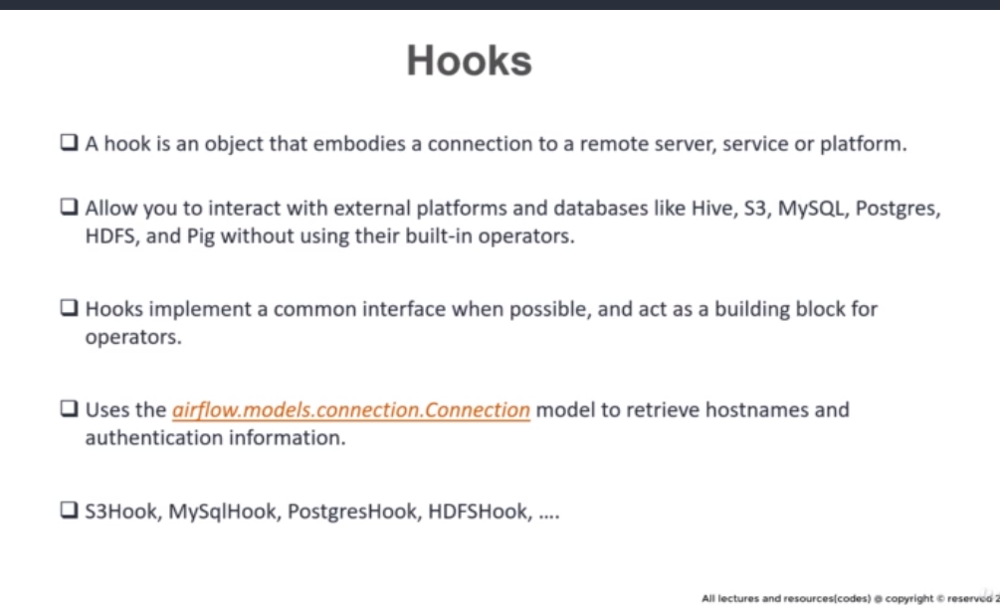 Hooks
❑ A hook is an object that embodies a connection to a remote server, service or platform.
❑ Allow you to interact with external platforms and databases like Hive, S3, MySQL, Postgres,
HDFS, and Pig without using their built-in operators.
❑ Hooks implement a common interface when possible, and act as a building block for
operators.
❑ Uses the airflow.models.connection.Connection model to retrieve hostnames and
authentication information.
❑ S3Hook, MySqlHook, PostgresHook, HDFSHook, ....
All lectures and resources(codes) @ copyright © reserved 2